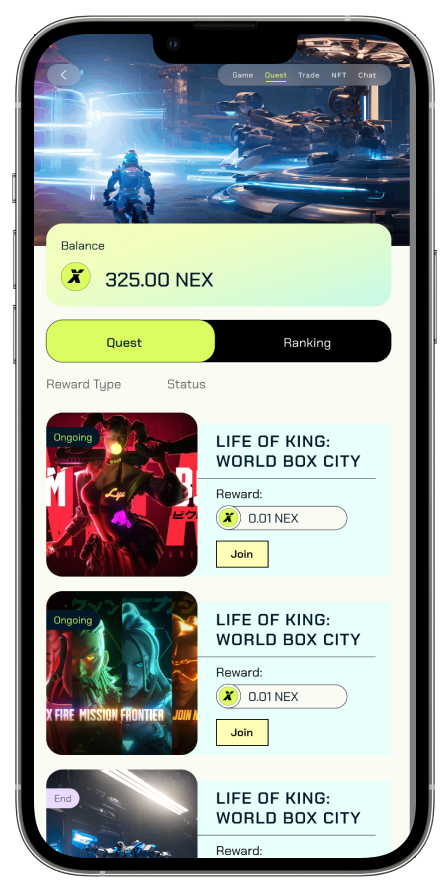 Game Quest Trade NFT Chat
Balance
325.00 NEX
Quest Ranking
Reward Type Status
Ongoing
LIFE OF KING:
WORLD BOX CITY
Reward:
0.01 NEX
Join
Ongoing
LIFE OF KING:
WORLD BOX CITY
X FIRE MISSION FRONTIER JOIN N
Reward:
0.01 NEX
Join
End
LIFE OF KING:
WORLD BOX CITY
Reward: